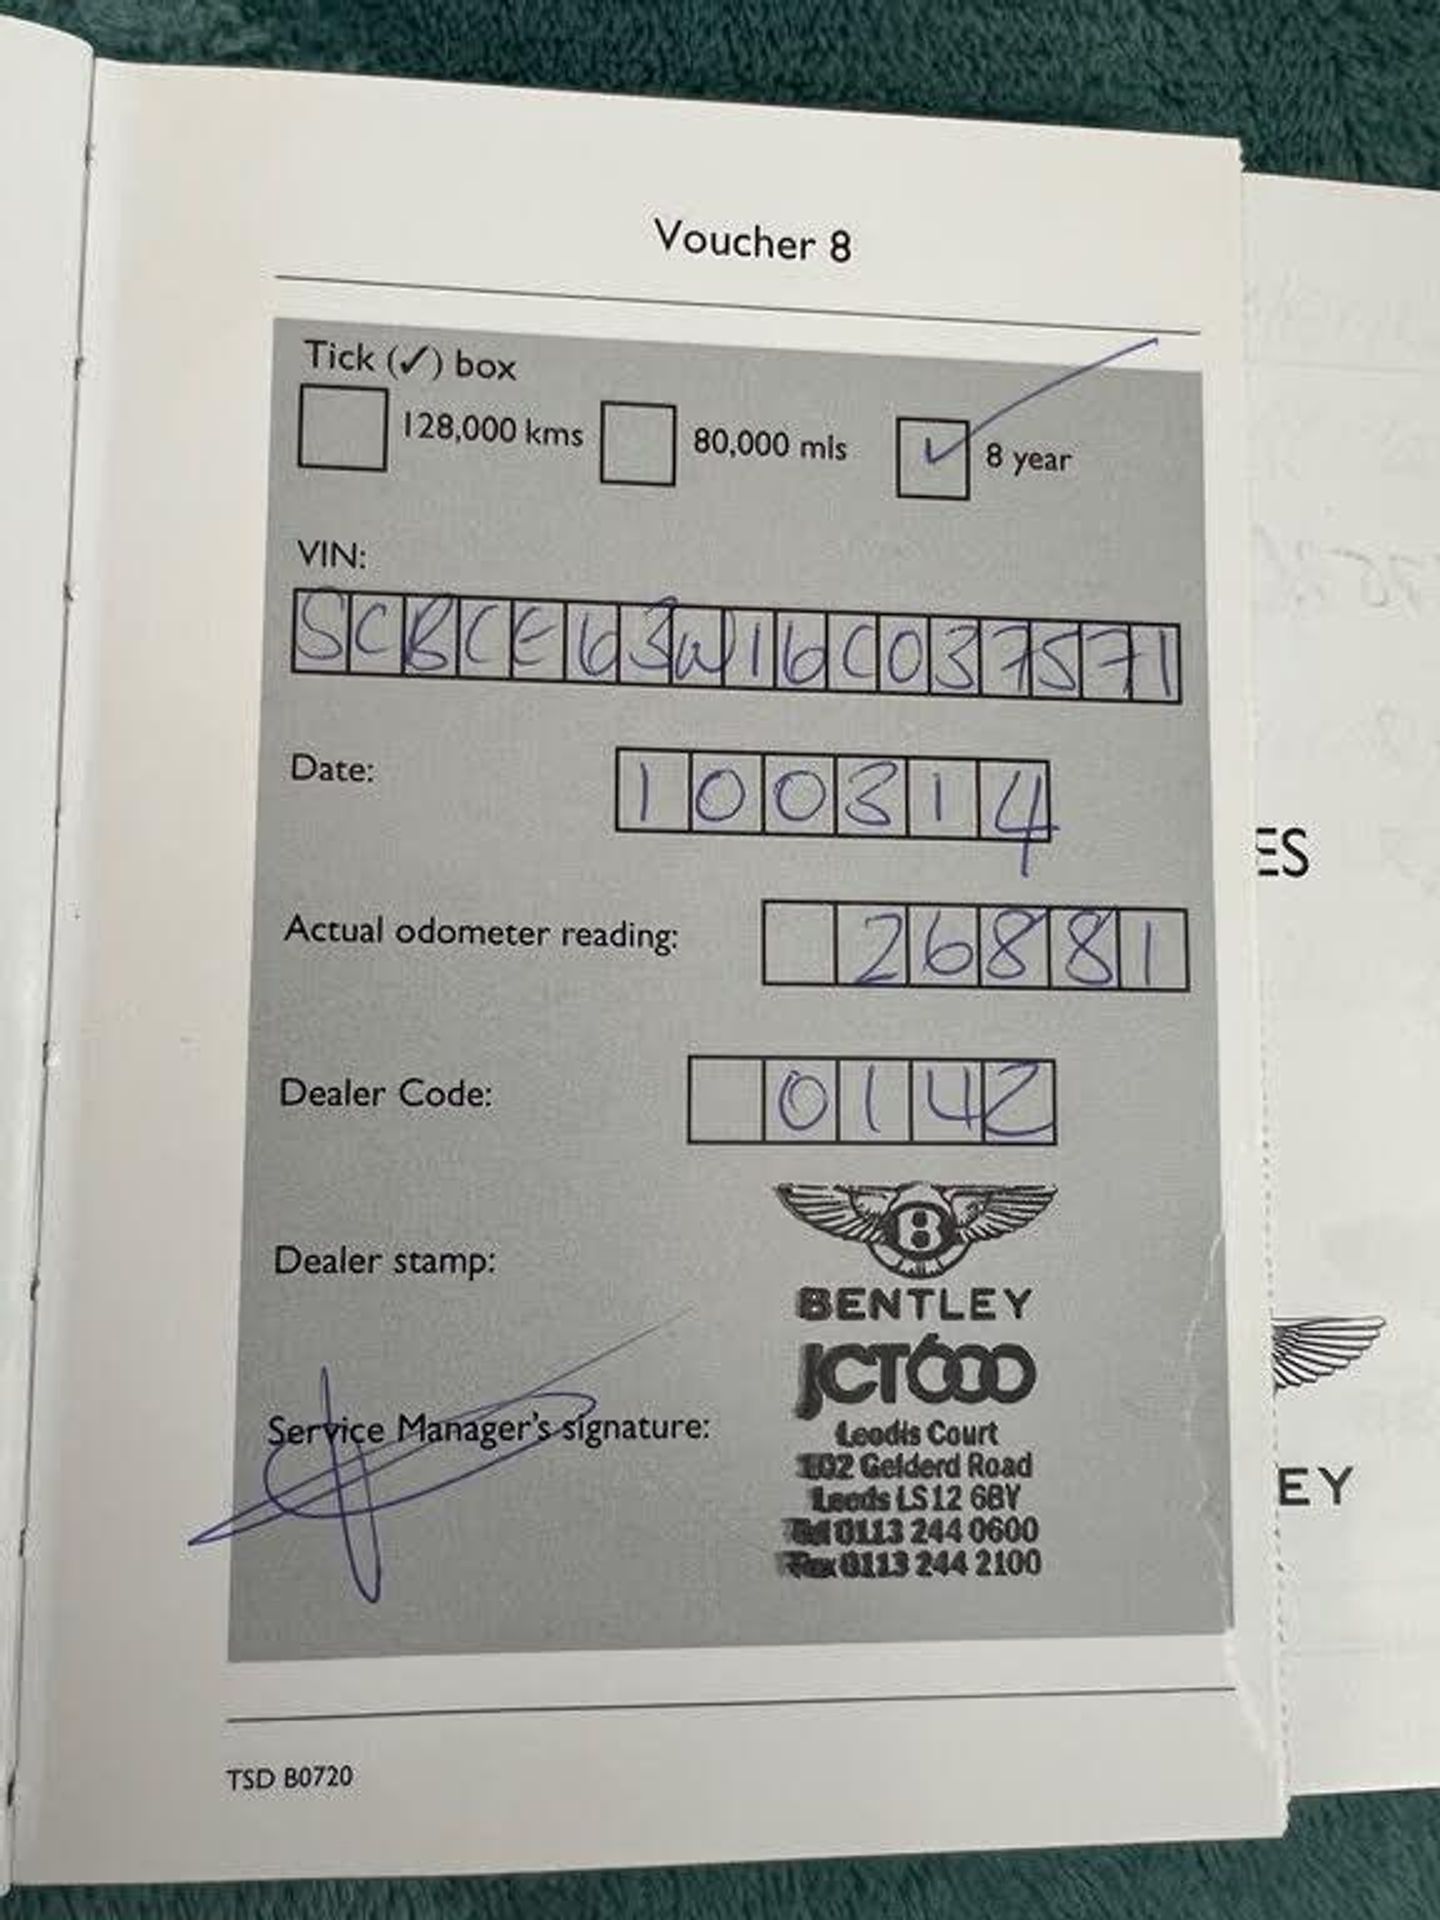 Voucher 8
Tick (✓) box
128,000 kms 80,000 mls ✓ 8 year
VIN:
SCBCE63W16C037571
Date: 100314
Actual odometer reading: 26881
Dealer Code: 0142
Dealer stamp:
B
BENTLEY
JCT600
Service Manager's signature:
Leodis Court
102 Gelderd Road
Leeds LS12 6BY
Tel 0113 244 0600
Fax 0113 244 2100
TSD B0720
ES
EY